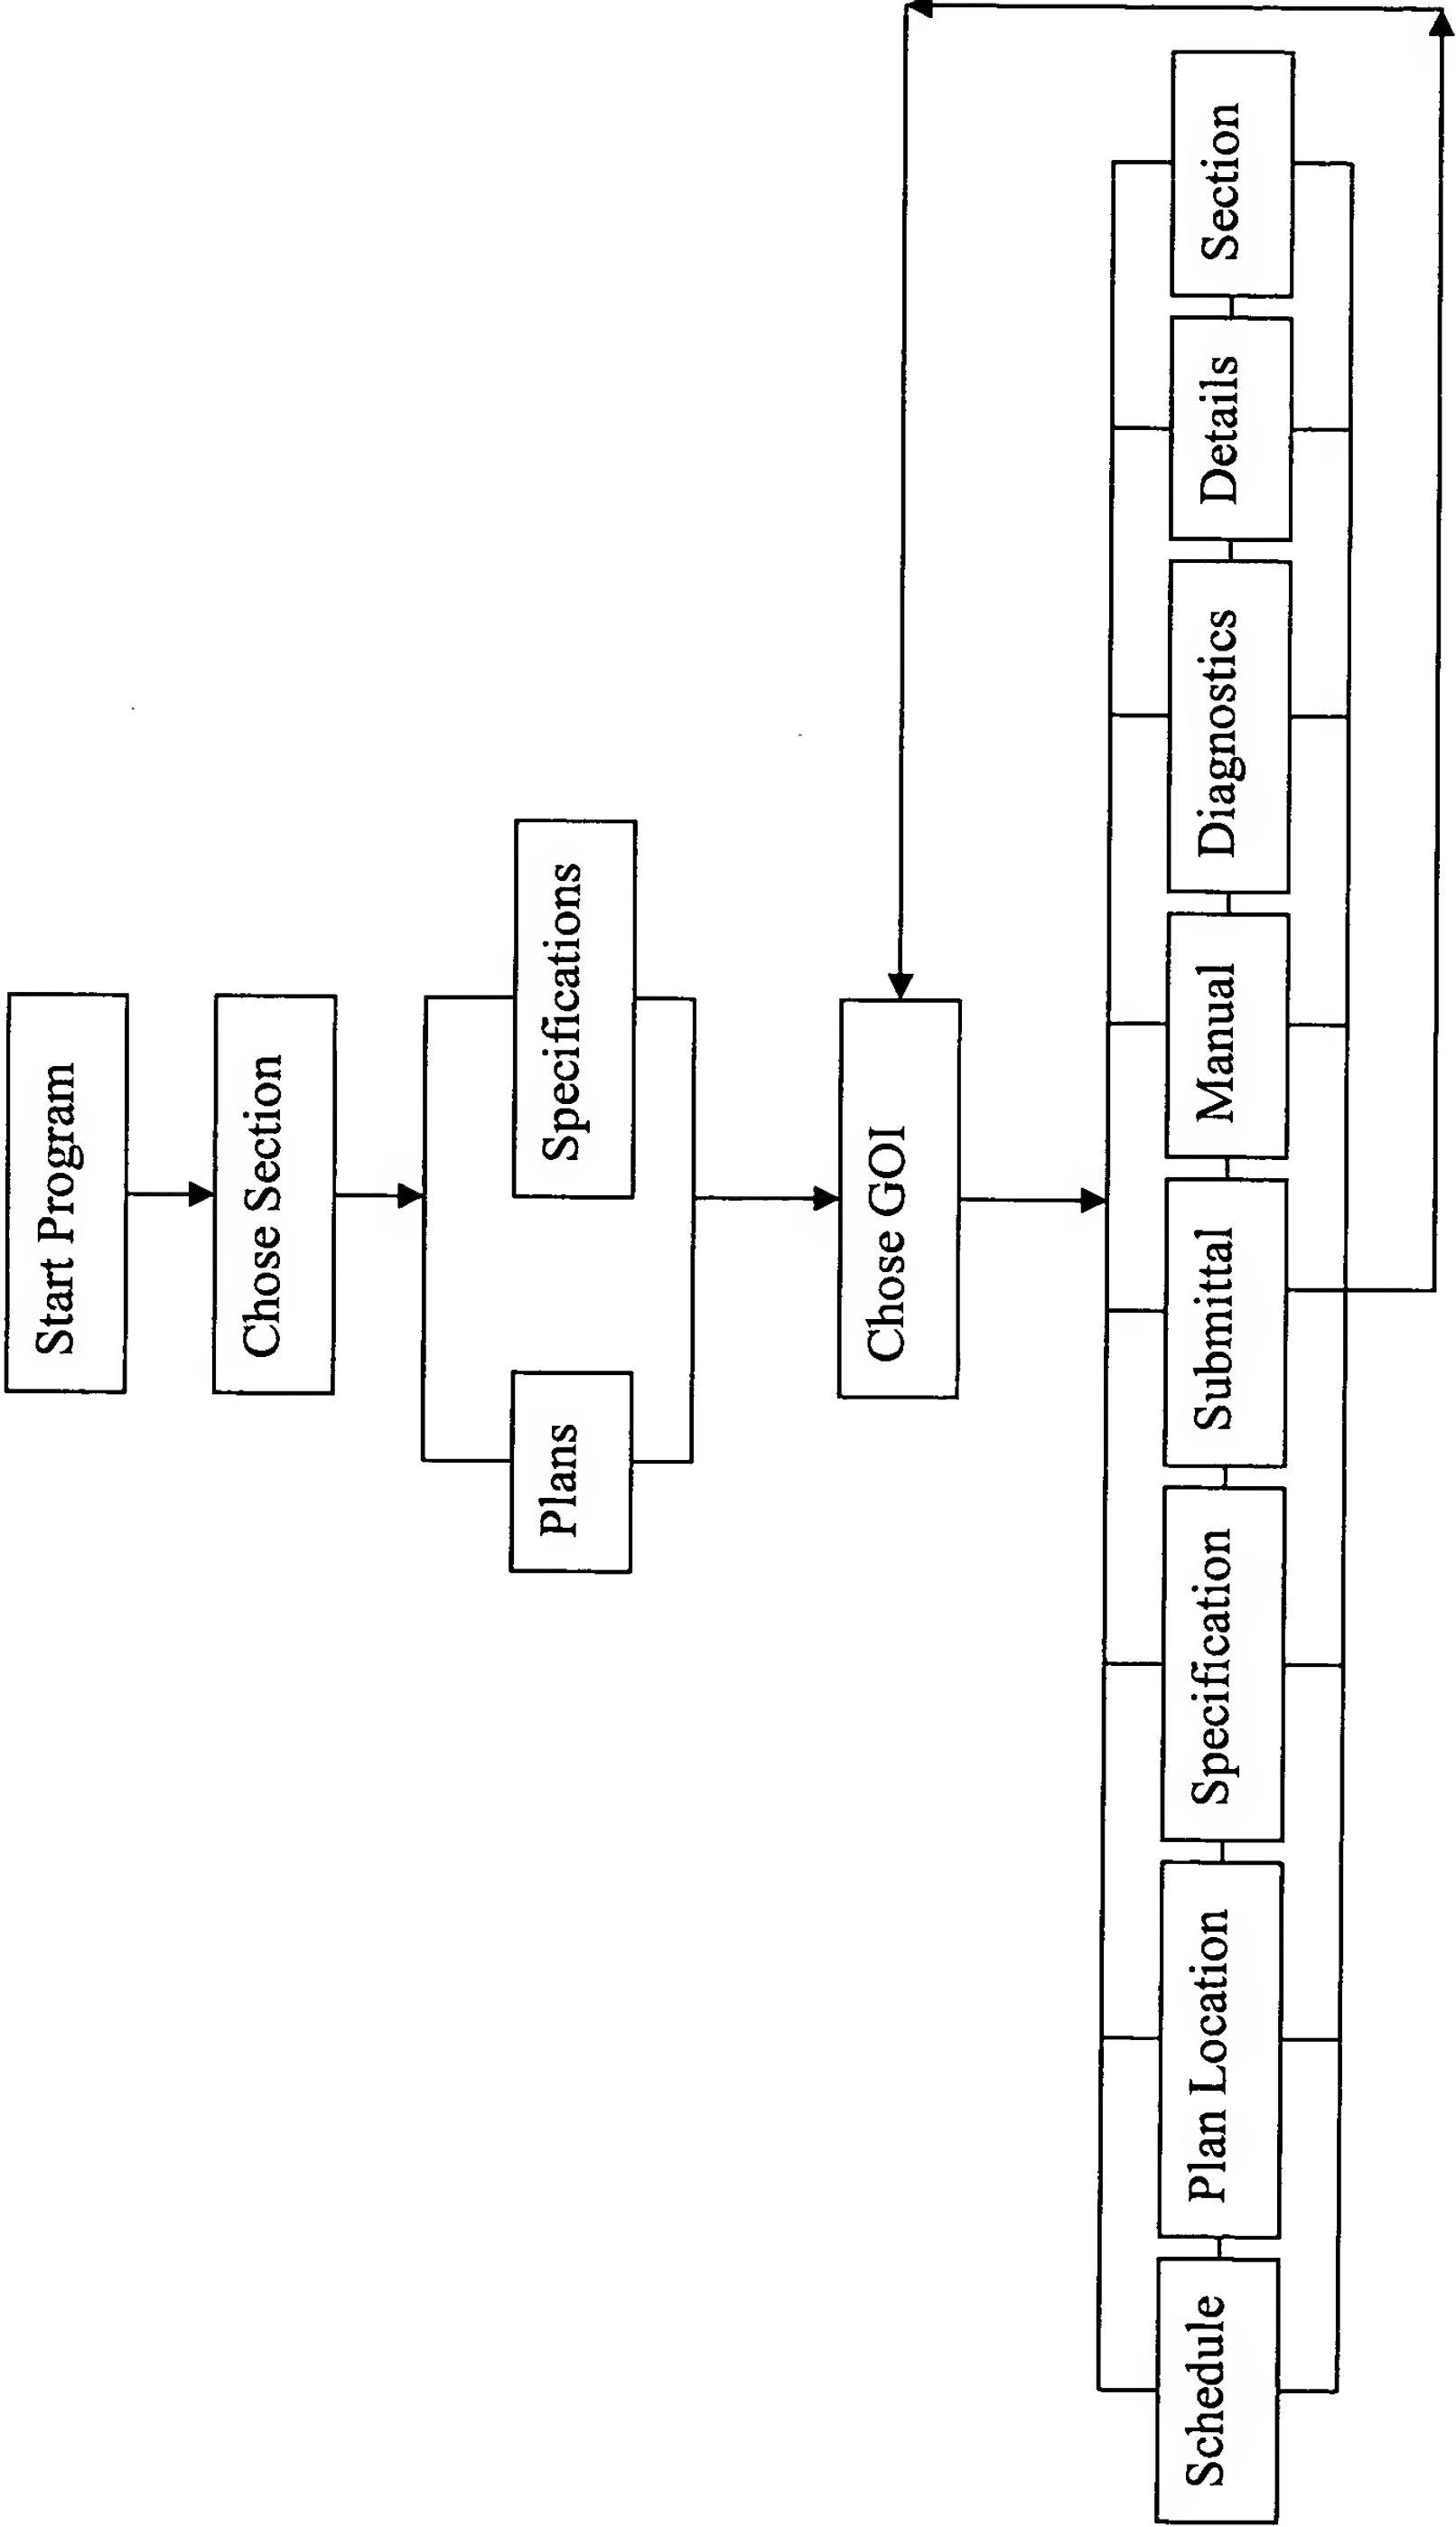 Start Program
Chose Section
Plans
Specifications
Chose GOI
Schedule
Plan Location
Specification
Submittal
Manual
Diagnostics
Details
Section